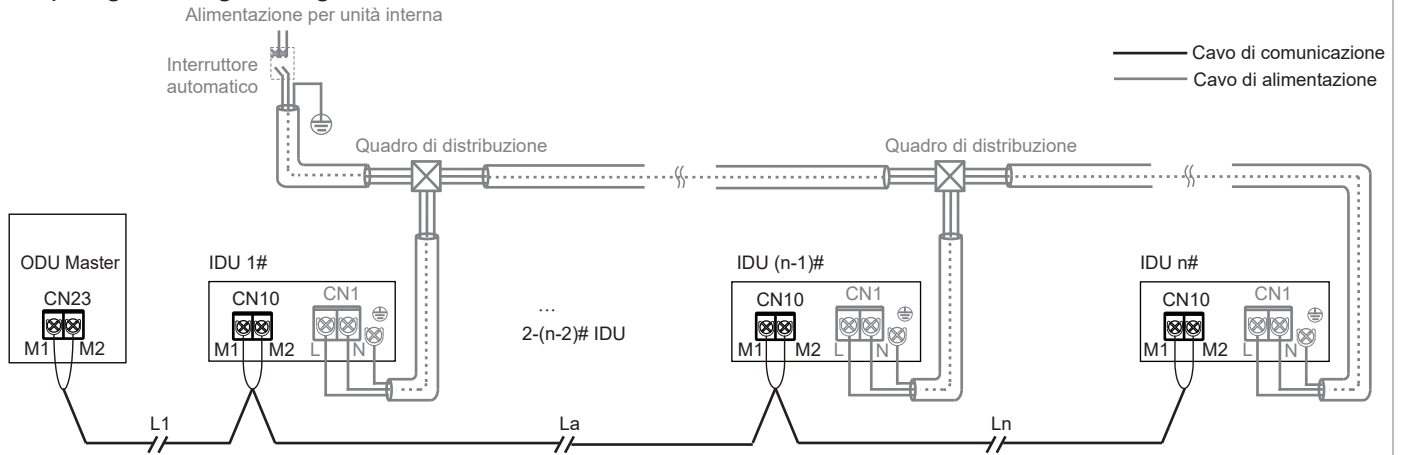 Alimentazione per unità interna
Interruttore
automatico
Cavo di comunicazione
Cavo di alimentazione
Quadro di distribuzione
Quadro di distribuzione
ODU Master
CN23
M1 M2
IDU 1#
CN10
M1 M2
CN1
L N
...
2-(n-2)# IDU
IDU (n-1)#
CN10
M1 M2
CN1
L N
IDU n#
CN10
M1 M2
CN1
L N
L1
La
Ln